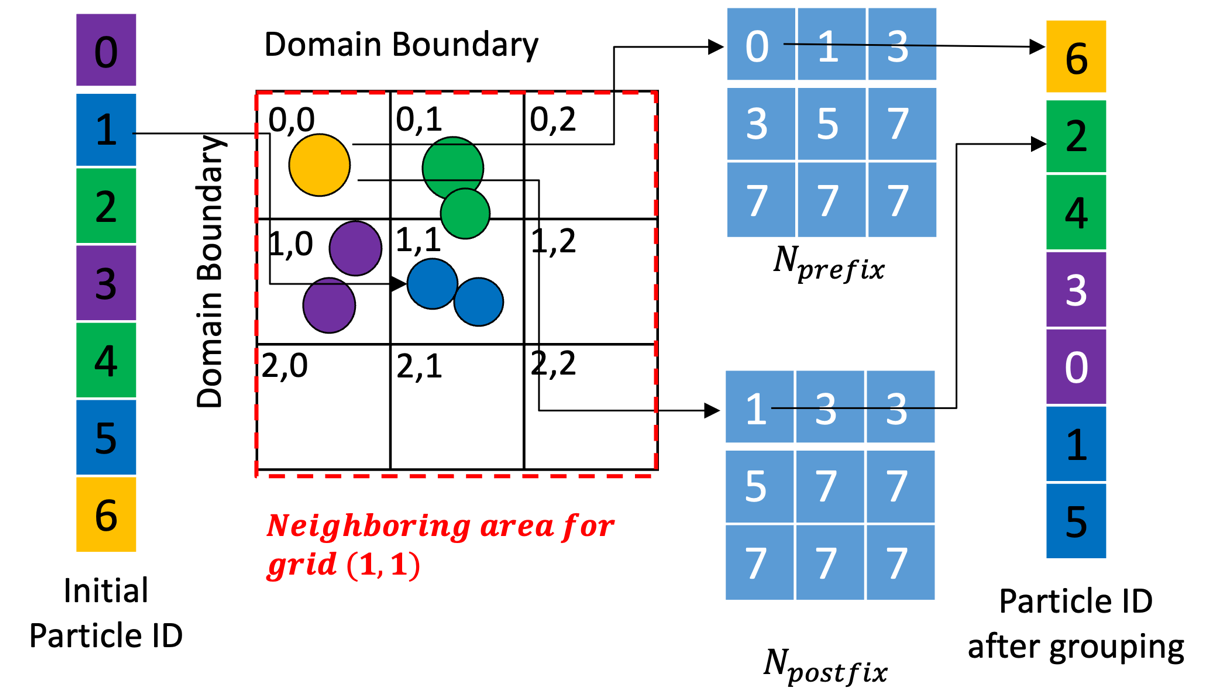 0
1
2
3
4
5
6
Initial
Particle ID
Domain Boundary
Domain Boundary
0,0 0,1 0,2
1,0 1,1 1,2
2,0 2,1 2,2
Neighboring area for
grid (1, 1)
0 1 3
3 5 7
7 7 7
N_prefix
1 3 3
5 7 7
7 7 7
N_postfix
6
2
4
3
0
1
5
Particle ID
after grouping